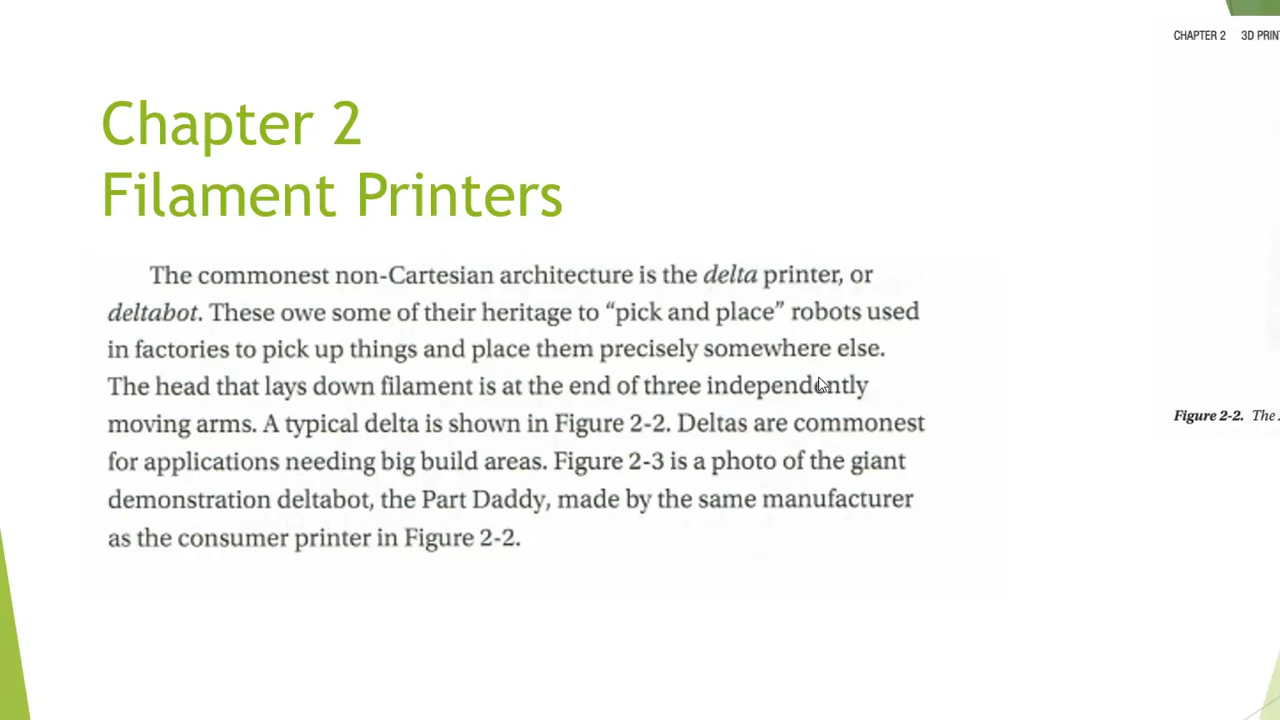 CHAPTER 2 3D
Chapter 2
Filament Printers
The commonest non-Cartesian architecture is the delta printer, or
deltabot. These owe some of their heritage to “pick and place” robots used
in factories to pick up things and place them precisely somewhere else.
The head that lays down filament is at the end of three independently
moving arms. A typical delta is shown in Figure 2-2. Deltas are commonest
for applications needing big build areas. Figure 2-3 is a photo of the giant
demonstration deltabot, the Part Daddy, made by the same manufacturer
as the consumer printer in Figure 2-2.
Figure 2-2. The